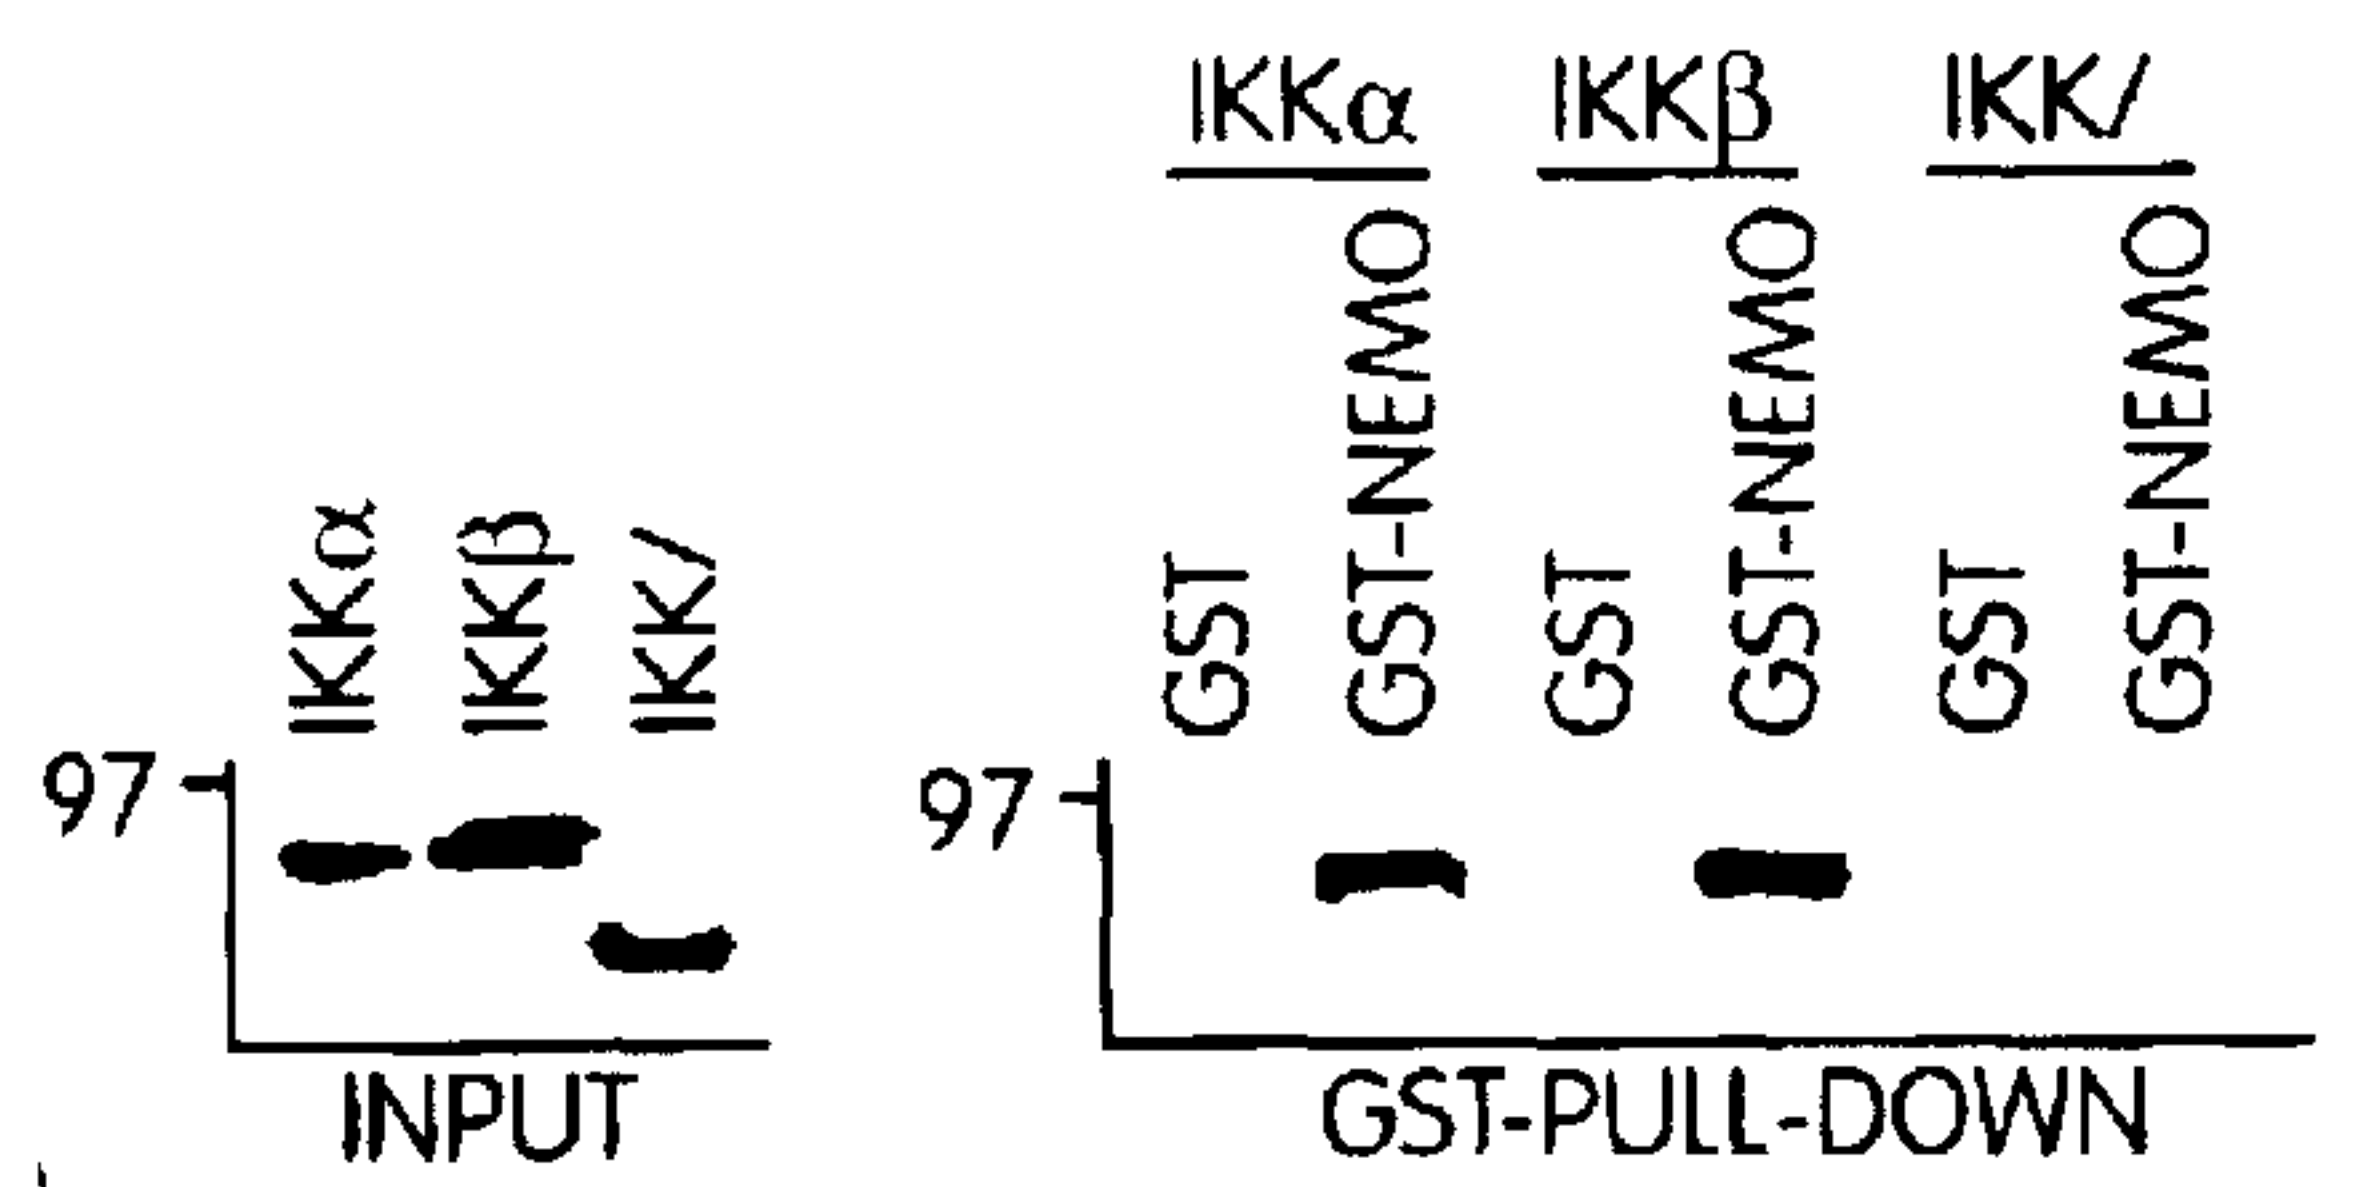 IKKα IKKβ IKK/
97
INPUT
IKKα IKKβ IKK/
GST GST-NEMO GST GST-NEMO GST GST-NEMO
97
GST-PULL-DOWN